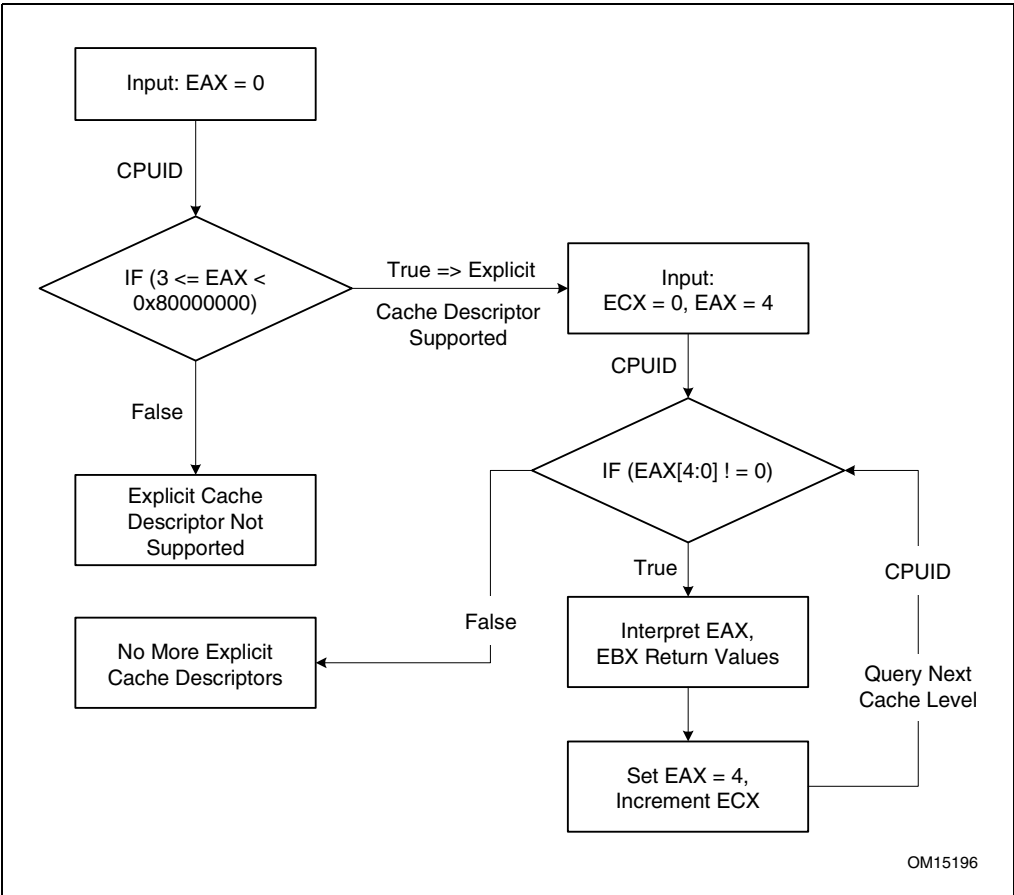 Input: EAX = 0
CPUID
IF (3 <= EAX <
0x80000000)
True => Explicit
Cache Descriptor
Supported
Input:
ECX = 0, EAX = 4
CPUID
False
IF (EAX[4:0] ! = 0)
Explicit Cache
Descriptor Not
Supported
True
CPUID
False
No More Explicit
Cache Descriptors
Interpret EAX,
EBX Return Values
Query Next
Cache Level
Set EAX = 4,
Increment ECX
OM15196